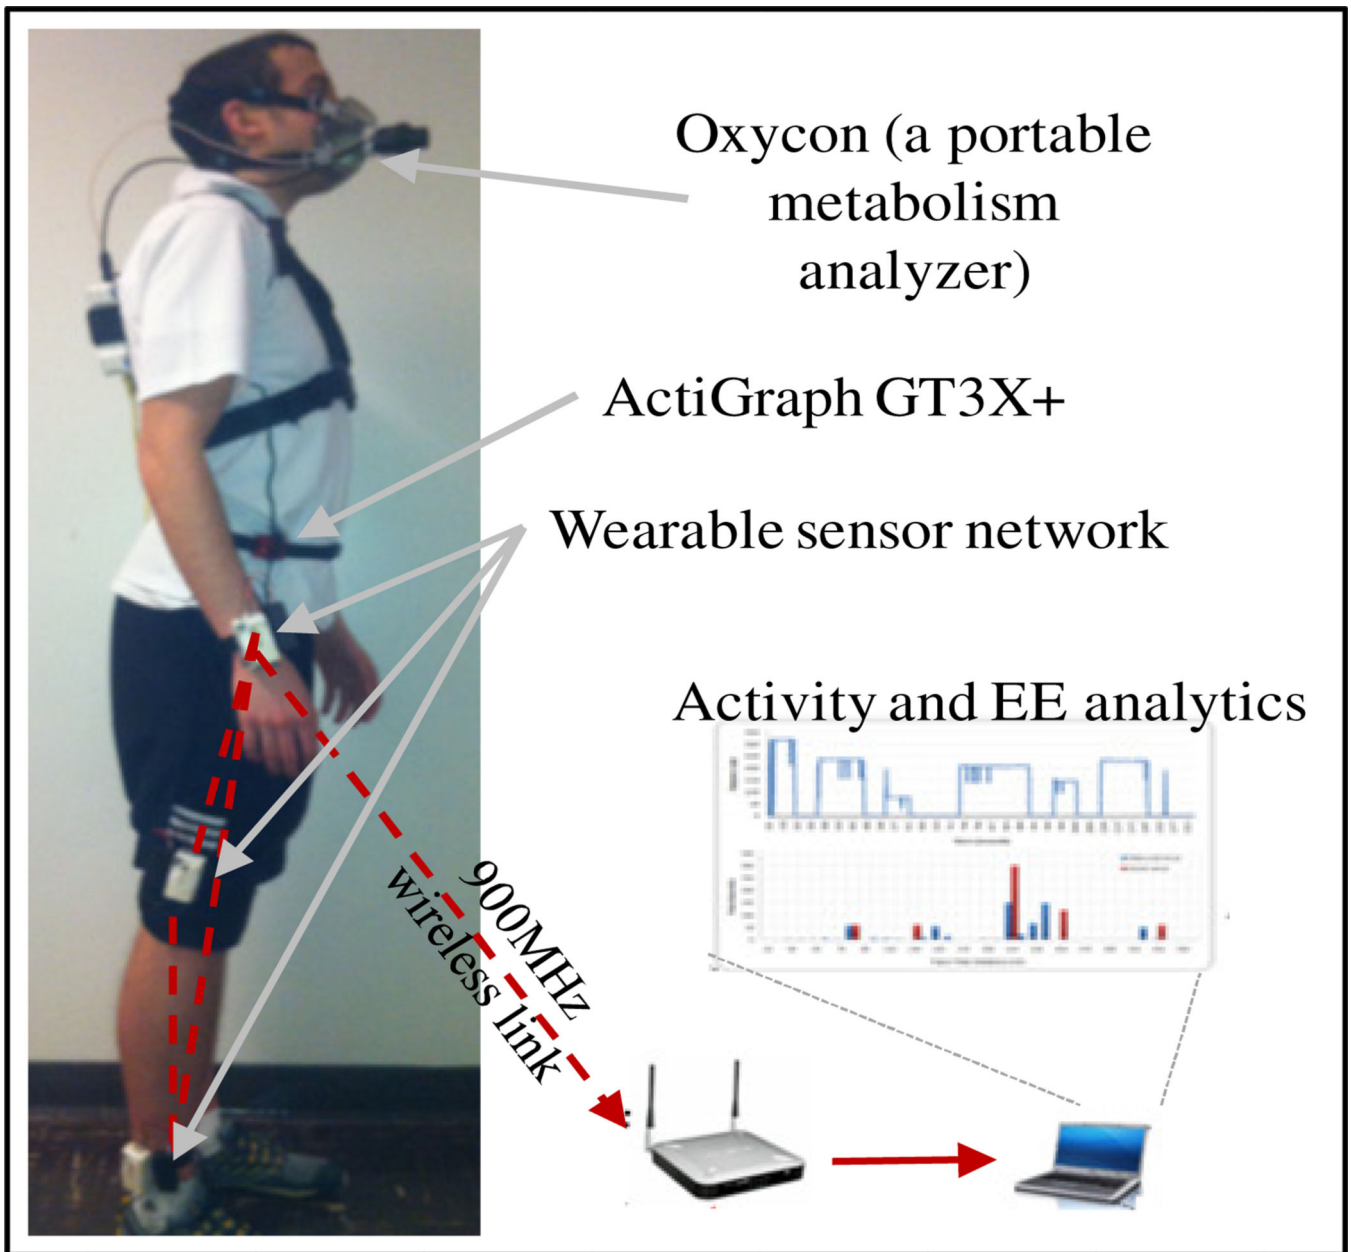 Oxycon (a portable
metabolism
analyzer)
ActiGraph GT3X+
Wearable sensor network
Activity and EE analytics
900MHz
wireless link